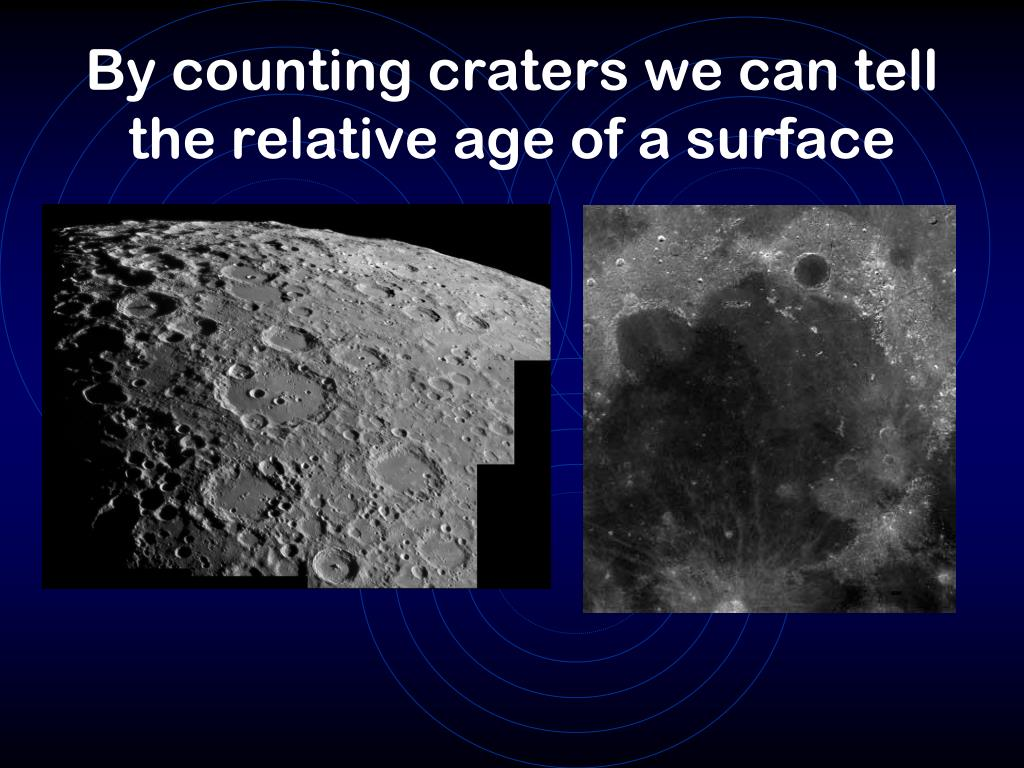 By counting craters we can tell
the relative age of a surface